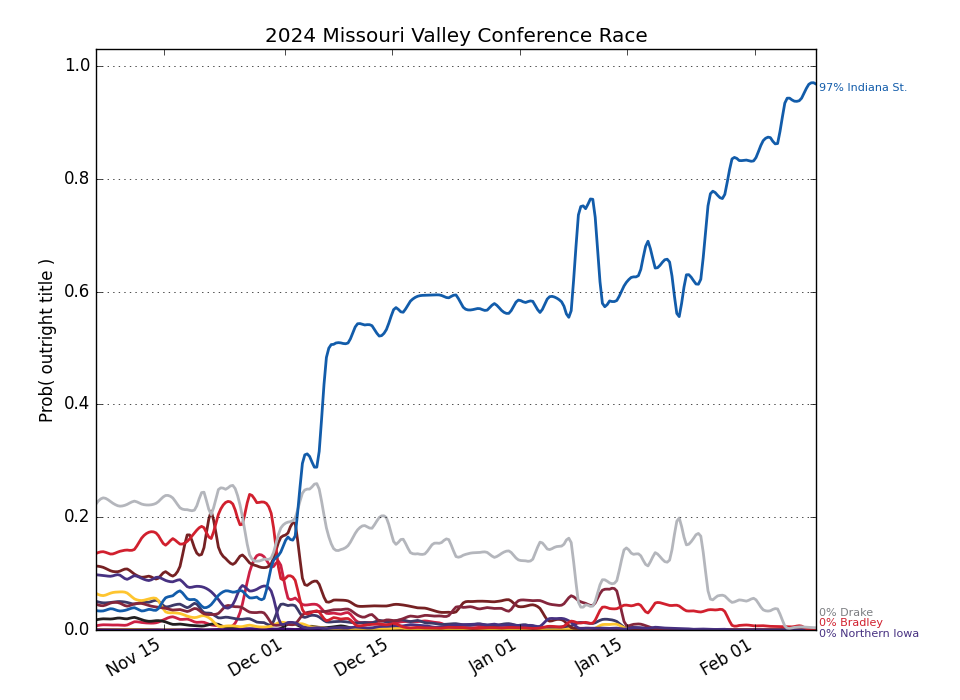 2024 Missouri Valley Conference Race
Prob( outright title )
1.0
0.8
0.6
0.4
0.2
0.0
Nov 15
Dec 01
Dec 15
Jan 01
Jan 15
Feb 01
97% Indiana St.
0% Drake
0% Bradley
0% Northern Iowa